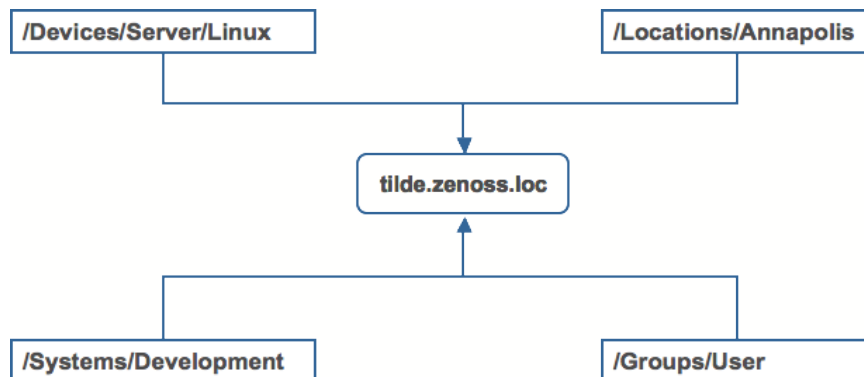 /Devices/Server/Linux
/Locations/Annapolis
tilde.zenoss.loc
/Systems/Development
/Groups/User